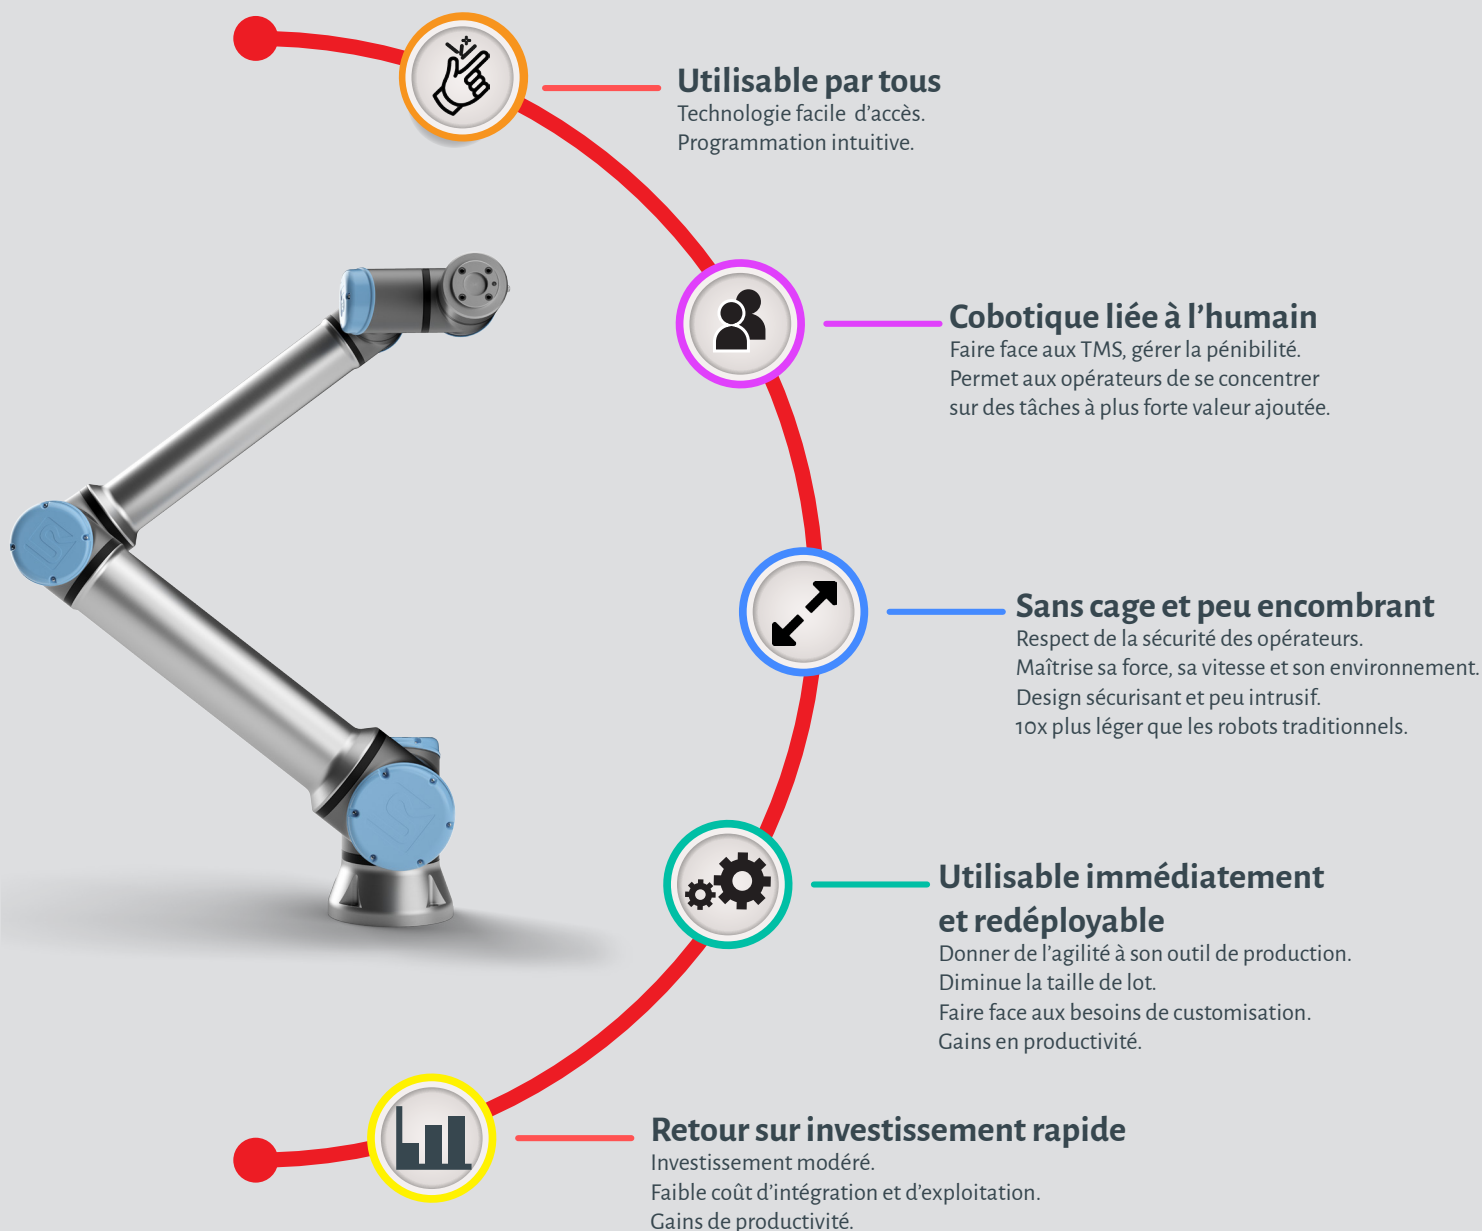 Utilisable par tous
Technologie facile d'accès.
Programmation intuitive.
Cobotique liée à l'humain
Faire face aux TMS, gérer la pénibilité.
Permet aux opérateurs de se concentrer
sur des tâches à plus forte valeur ajoutée.
Sans cage et peu encombrant
Respect de la sécurité des opérateurs.
Maîtrise sa force, sa vitesse et son environnement.
Design sécurisant et peu intrusif.
10x plus léger que les robots traditionnels.
Utilisable immédiatement
et redéployable
Donner de l'agilité à son outil de production.
Diminue la taille de lot.
Faire face aux besoins de customisation.
Gains en productivité.
Retour sur investissement rapide
Investissement modéré.
Faible coût d'intégration et d'exploitation.
Gains de productivité.